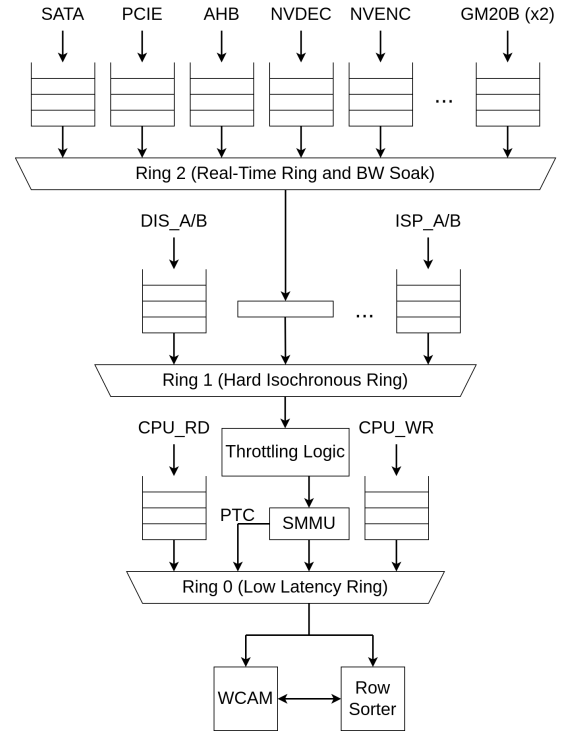 SATA PCIE AHB NVDEC NVENC GM20B (x2)
...
Ring 2 (Real-Time Ring and BW Soak)
DIS_A/B ISP_A/B
...
Ring 1 (Hard Isochronous Ring)
CPU_RD CPU_WR
Throttling Logic
PTC SMMU
Ring 0 (Low Latency Ring)
WCAM Row
Sorter